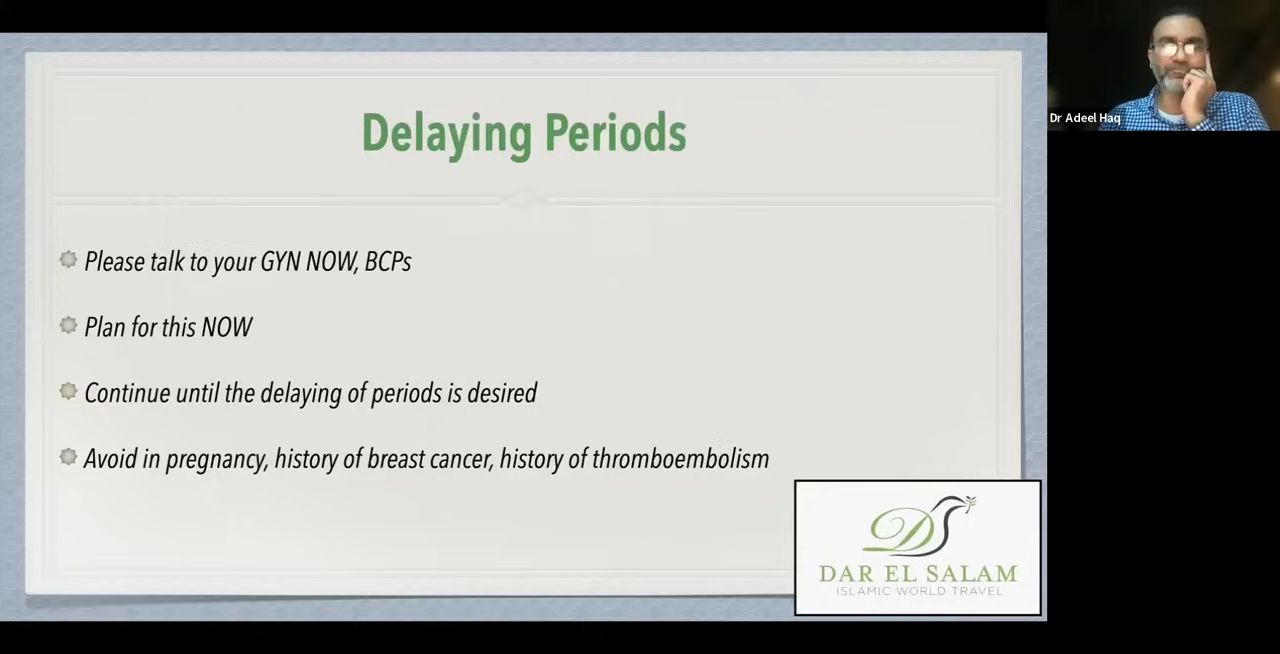 Delaying Periods
Please talk to your GYN NOW, BCPs
Plan for this NOW
Continue until the delaying of periods is desired
Avoid in pregnancy, history of breast cancer, history of thromboembolism
DS
DAR EL SALAM
ISLAMIC WORLD TRAVEL
Dr Adeel Haq